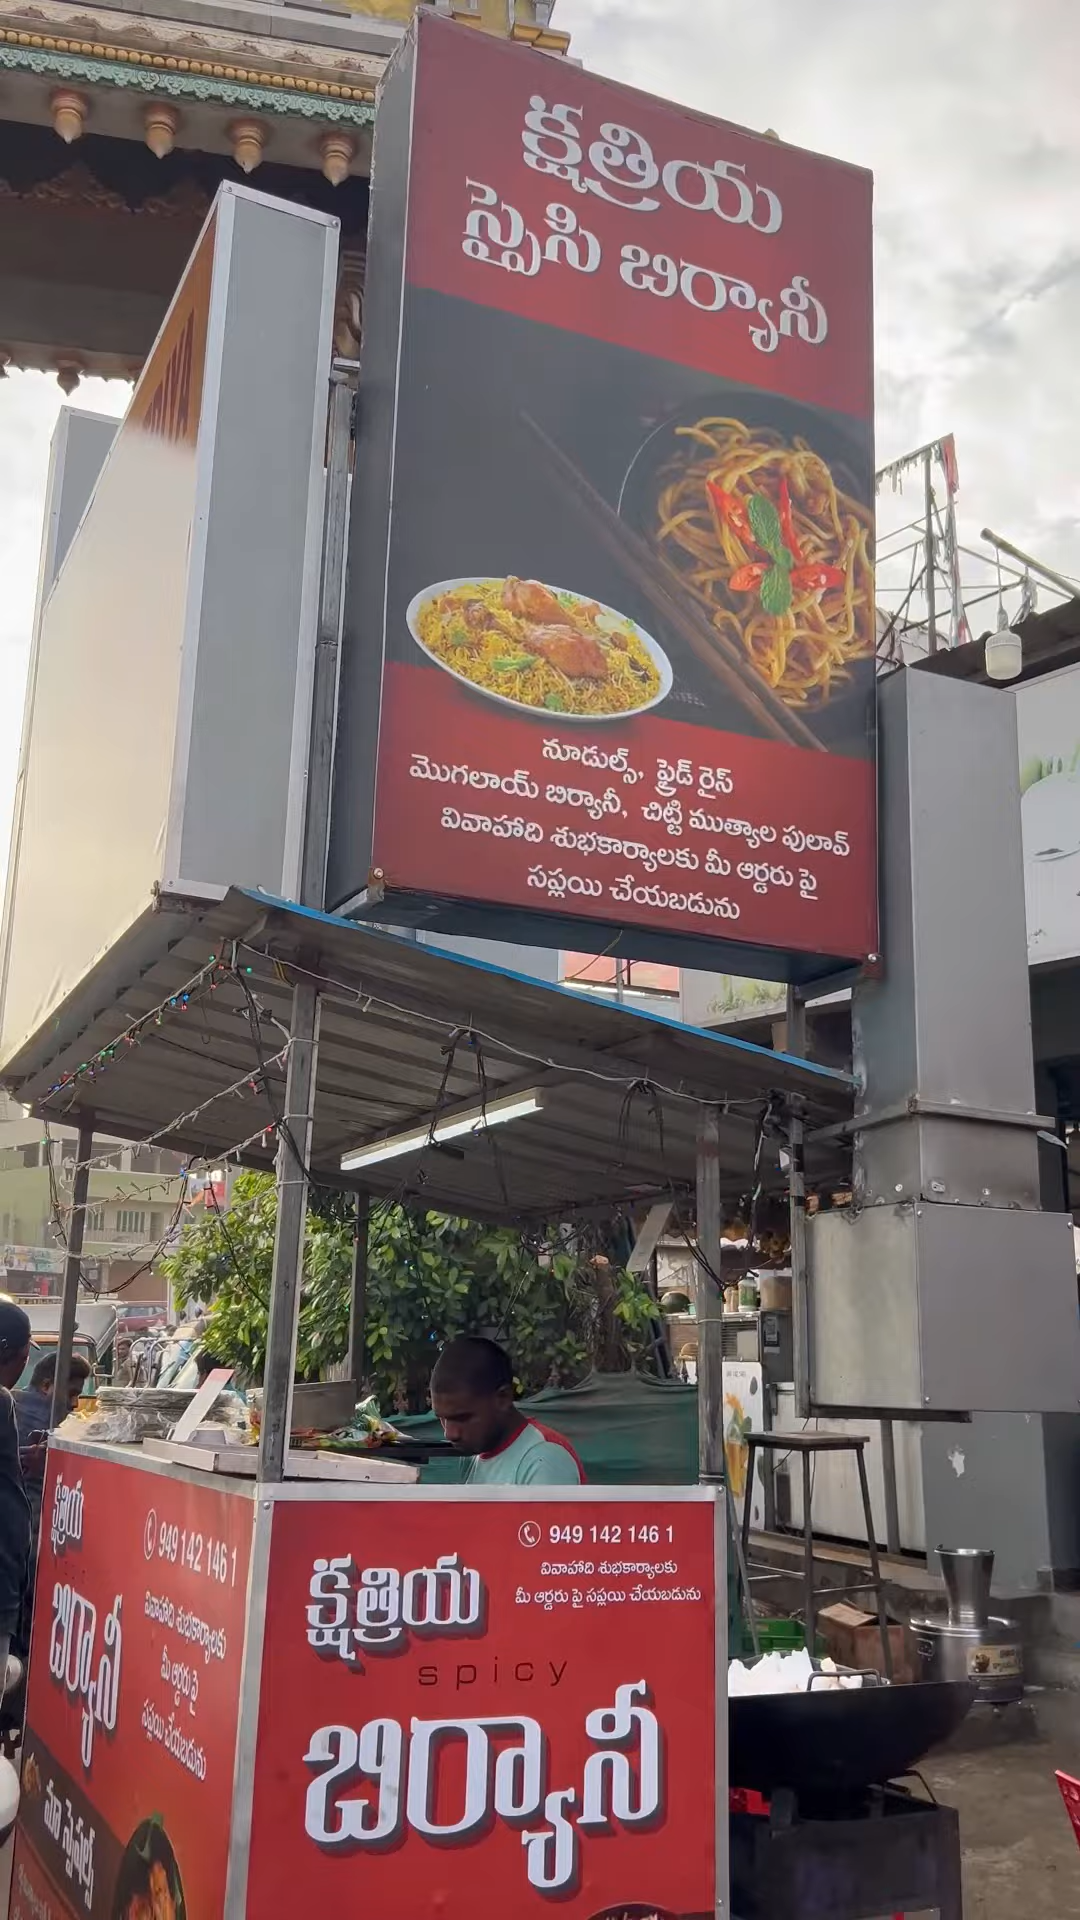 క్షత్రియ
స్పైసి బిర్యానీ
నూడుల్స్, ఫ్రైడ్ రైస్
మొగలాయ్ బిర్యానీ, చిట్టి ముత్యాల పులావ్
వివాహాది శుభకార్యాలకు మీ ఆర్డరు పై
సప్లయి చేయబడును
క్షత్రియ
బిర్యానీ
949 142 146 1
వివాహాది శుభకార్యాలకు
మీ ఆర్డరు పై
సప్లయి చేయబడును
మా స్పెషల్స్
949 142 146 1
వివాహాది శుభకార్యాలకు
మీ ఆర్డరు పై సప్లయి చేయబడును
క్షత్రియ
spicy
బిర్యానీ